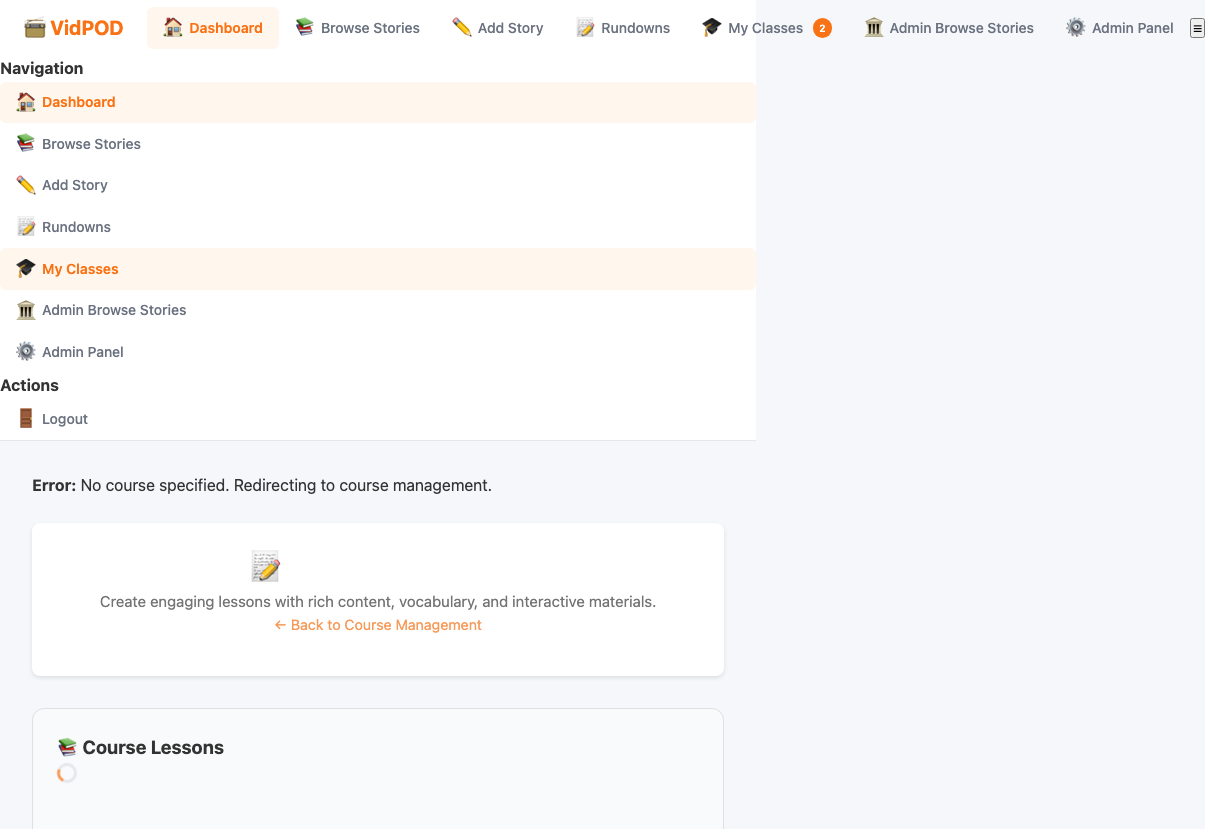 VidPOD Dashboard Browse Stories Add Story Rundowns My Classes 2 Admin Browse Stories Admin Panel
Navigation
Dashboard
Browse Stories
Add Story
Rundowns
My Classes
Admin Browse Stories
Admin Panel
Actions
Logout
Error: No course specified. Redirecting to course management.
Create engaging lessons with rich content, vocabulary, and interactive materials.
← Back to Course Management
Course Lessons